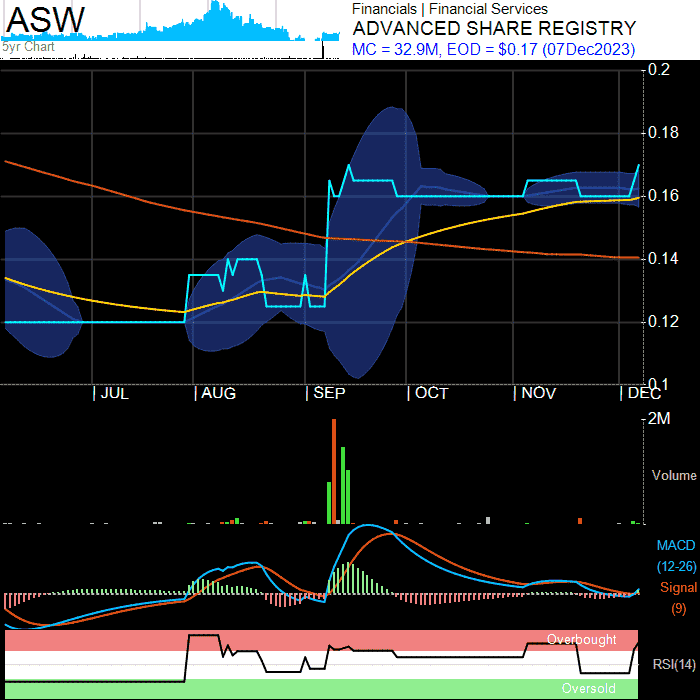 ASW
5yr Chart
Financials | Financial Services
ADVANCED SHARE REGISTRY
MC = 32.9M, EOD = $0.17 (07Dec2023)
0.2
0.18
0.16
0.14
0.12
0.1
JUL
AUG
SEP
OCT
NOV
DEC
2M
Volume
MACD
(12-26)
Signal
(9)
Overbought
RSI(14)
Oversold